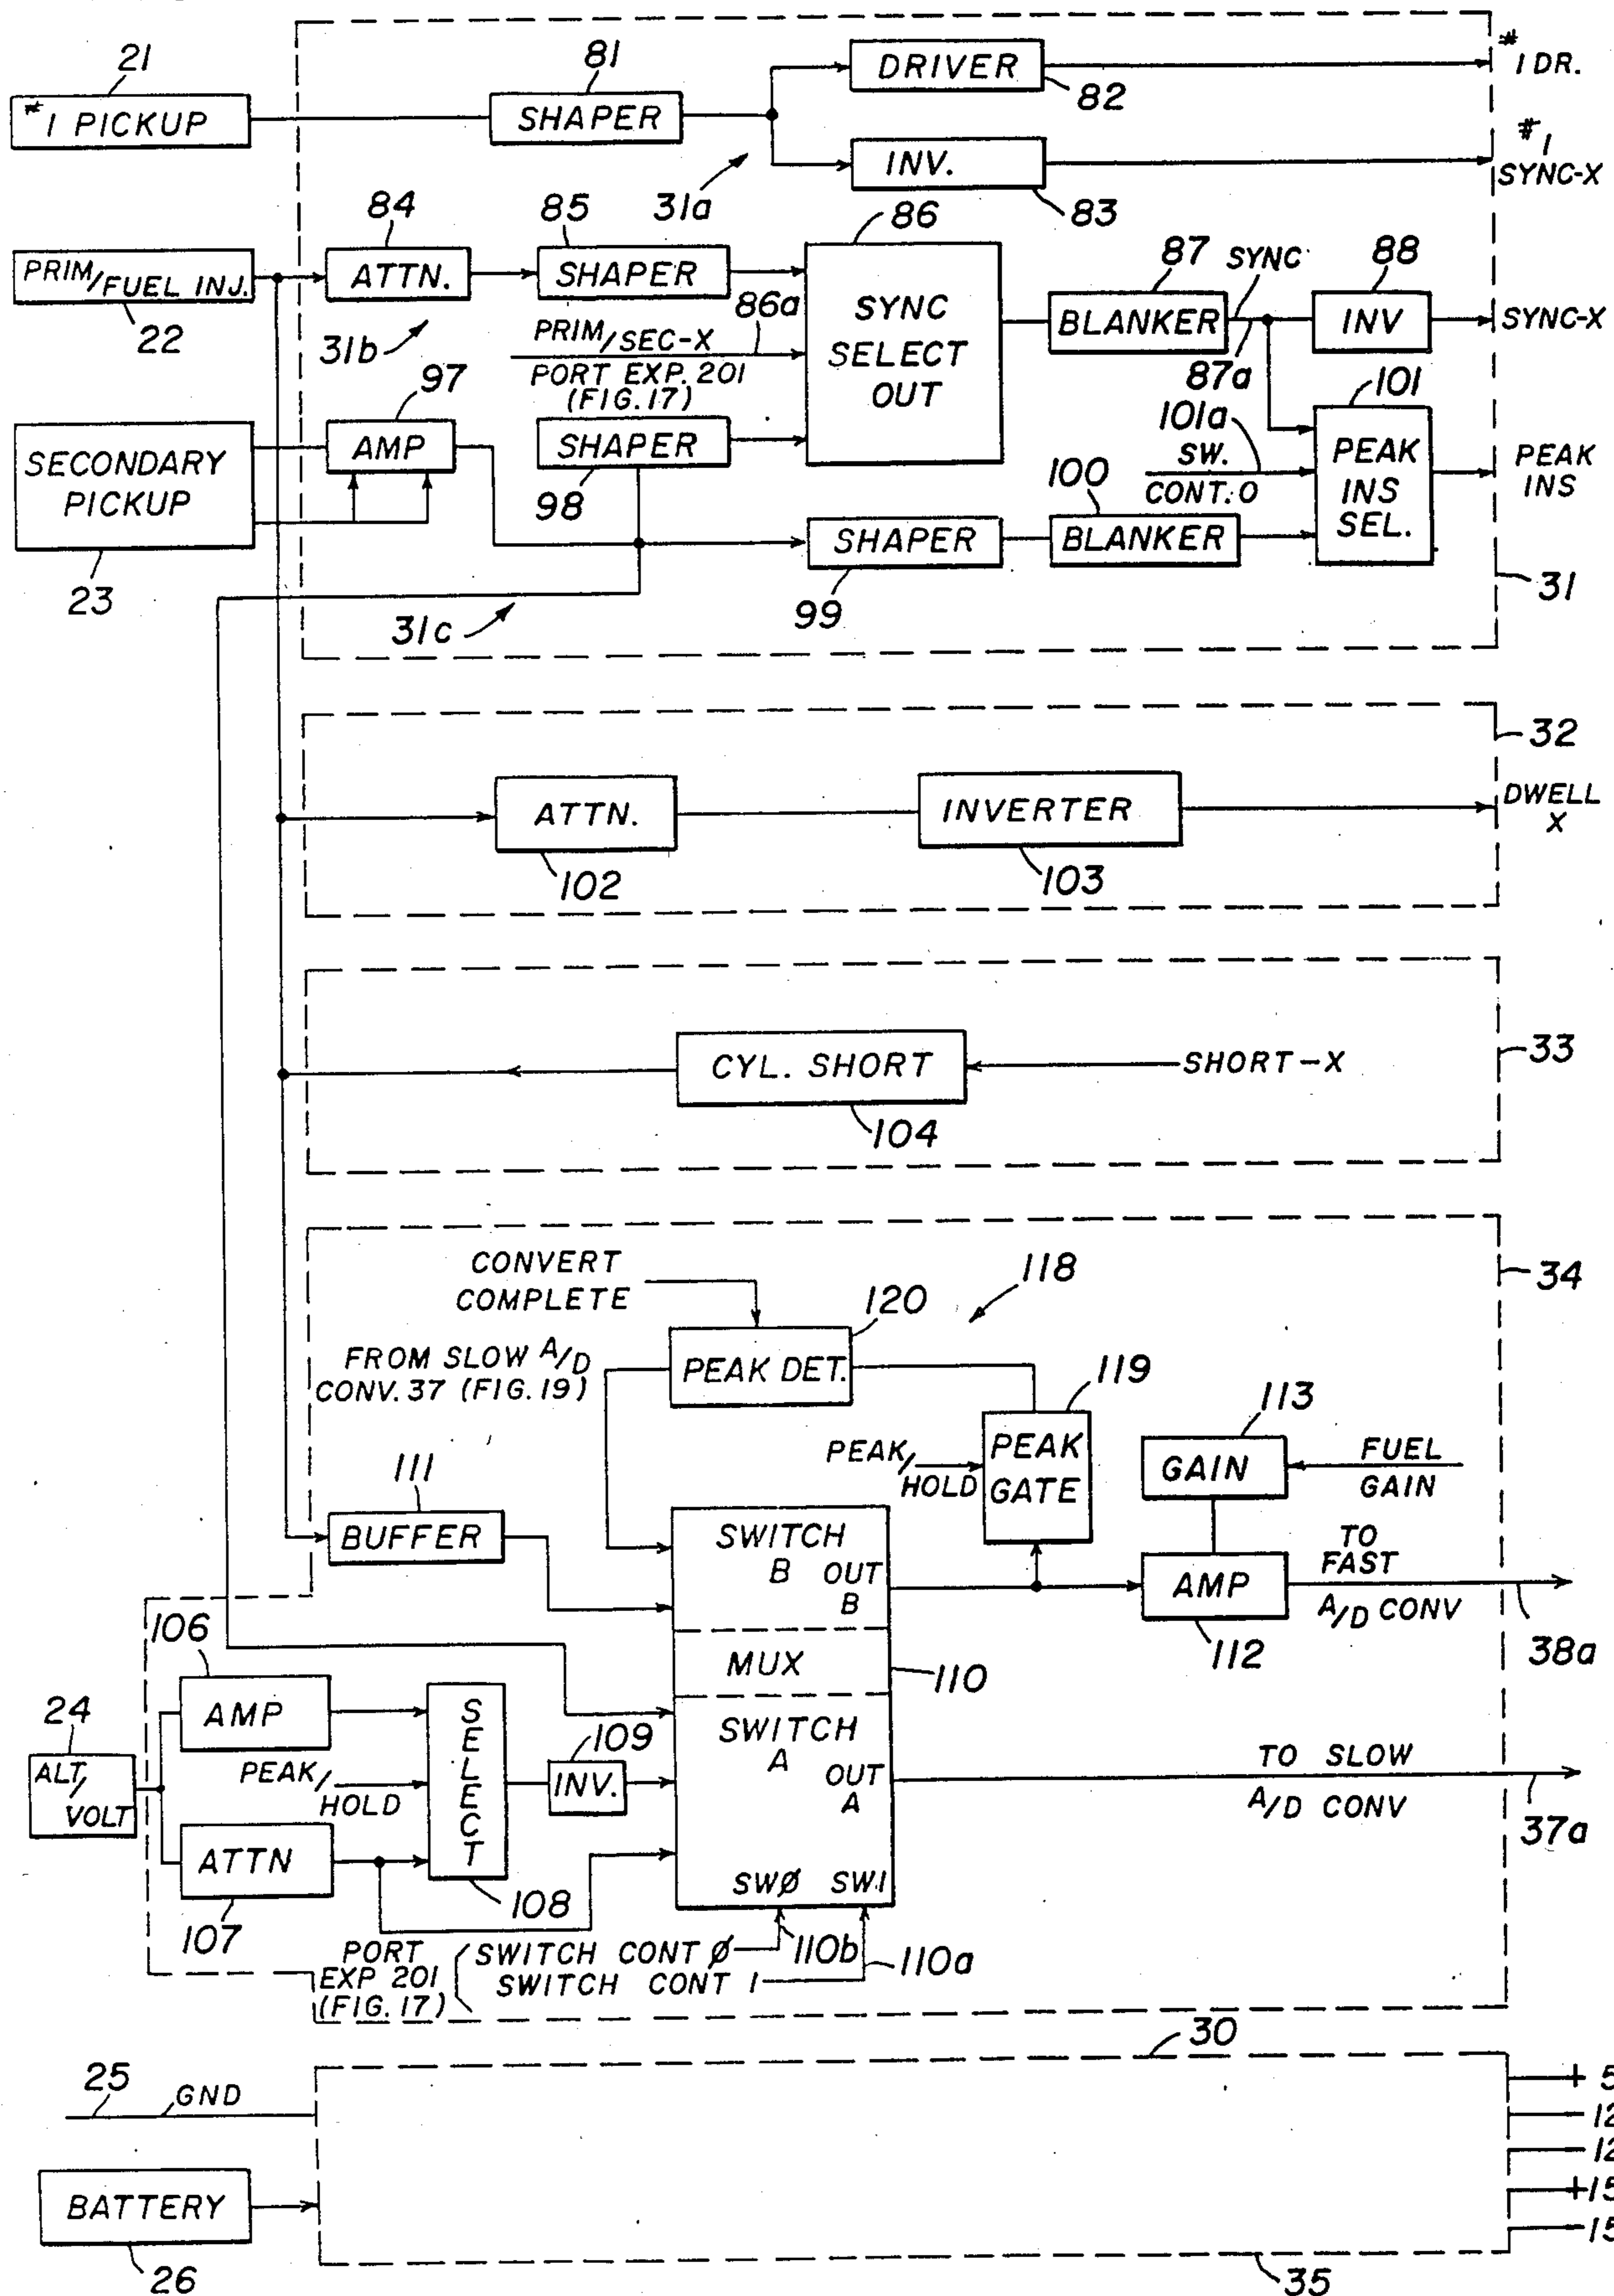 21
#1 PICKUP
81
SHAPER
DRIVER
82
#1 DR.
INV.
83
#1
SYNC-X
31a
PRIM/FUEL INJ.
22
84
ATTN.
31b
85
SHAPER
86
SYNC
SELECT
OUT
86a
PRIM/SEC-X
PORT EXP. 201
(FIG. 17)
87
BLANKER
SYNC
87a
88
INV
SYNC-X
SECONDARY
PICKUP
23
97
AMP
SHAPER
98
SHAPER
99
100
BLANKER
101a
SW.
CONT. 0
101
PEAK
INS
SEL.
PEAK
INS
31
31c
32
ATTN.
102
INVERTER
103
DWELL
X
33
CYL. SHORT
104
SHORT-X
34
CONVERT
COMPLETE
118
120
PEAK DET.
FROM SLOW A/D
CONV. 37 (FIG. 19)
119
PEAK
GATE
PEAK/
HOLD
113
GAIN
FUEL
GAIN
111
BUFFER
SWITCH
B
OUT
B
AMP
112
TO
FAST
A/D CONV
38a
MUX
110
106
AMP
24
ALT/
VOLT
PEAK/
HOLD
SELECT
108
109
INV.
SWITCH
A
OUT
A
TO SLOW
A/D CONV
37a
ATTN
107
SWØ SW1
PORT
EXP 201
(FIG. 17)
SWITCH CONT Ø
110b
SWITCH CONT 1
110a
30
25
GND
BATTERY
26
35
+5
12
12
+15
15